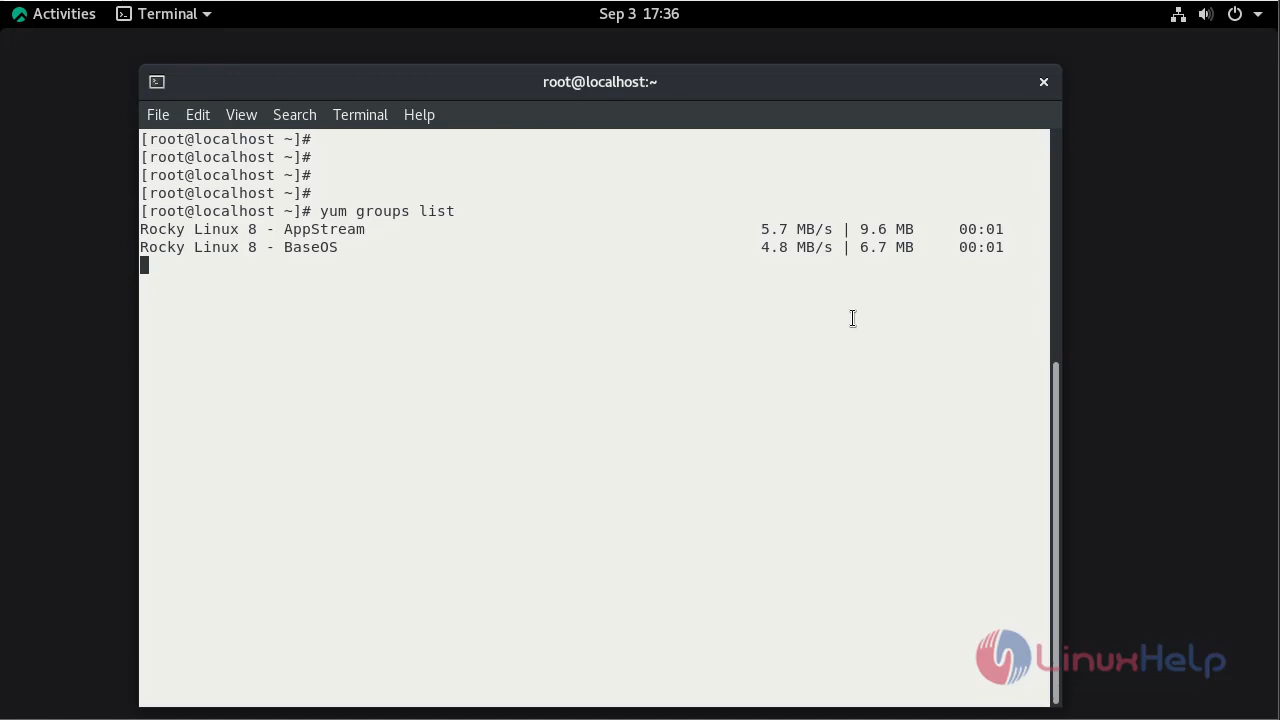 Activities Terminal Sep 3 17:36
root@localhost:~
File Edit View Search Terminal Help
[root@localhost ~]#
[root@localhost ~]#
[root@localhost ~]#
[root@localhost ~]#
[root@localhost ~]# yum groups list
Rocky Linux 8 - AppStream 5.7 MB/s | 9.6 MB 00:01
Rocky Linux 8 - BaseOS 4.8 MB/s | 6.7 MB 00:01
LinuxHelp